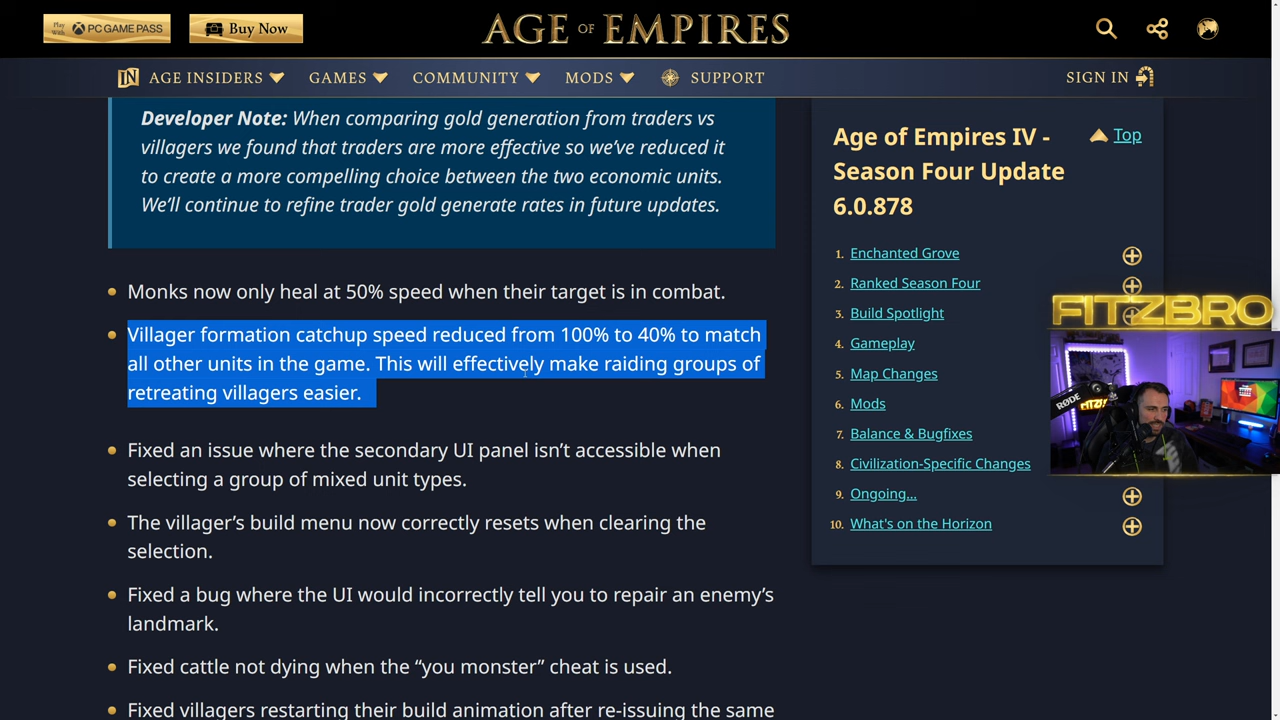 Play With PC GAME PASS
Buy Now
AGE OF EMPIRES
IN AGE INSIDERS
GAMES
COMMUNITY
MODS
SUPPORT
SIGN IN
Developer Note: When comparing gold generation from traders vs
villagers we found that traders are more effective so we’ve reduced it
to create a more compelling choice between the two economic units.
We’ll continue to refine trader gold generate rates in future updates.
Monks now only heal at 50% speed when their target is in combat.
Villager formation catchup speed reduced from 100% to 40% to match
all other units in the game. This will effectively make raiding groups of
retreating villagers easier.
Fixed an issue where the secondary UI panel isn’t accessible when
selecting a group of mixed unit types.
The villager’s build menu now correctly resets when clearing the
selection.
Fixed a bug where the UI would incorrectly tell you to repair an enemy’s
landmark.
Fixed cattle not dying when the “you monster” cheat is used.
Fixed villagers restarting their build animation after re-issuing the same
Age of Empires IV -
Season Four Update
6.0.878
Top
1. Enchanted Grove
2. Ranked Season Four
3. Build Spotlight
4. Gameplay
5. Map Changes
6. Mods
7. Balance & Bugfixes
8. Civilization-Specific Changes
9. Ongoing...
10. What's on the Horizon
FITZBRO
RØDE